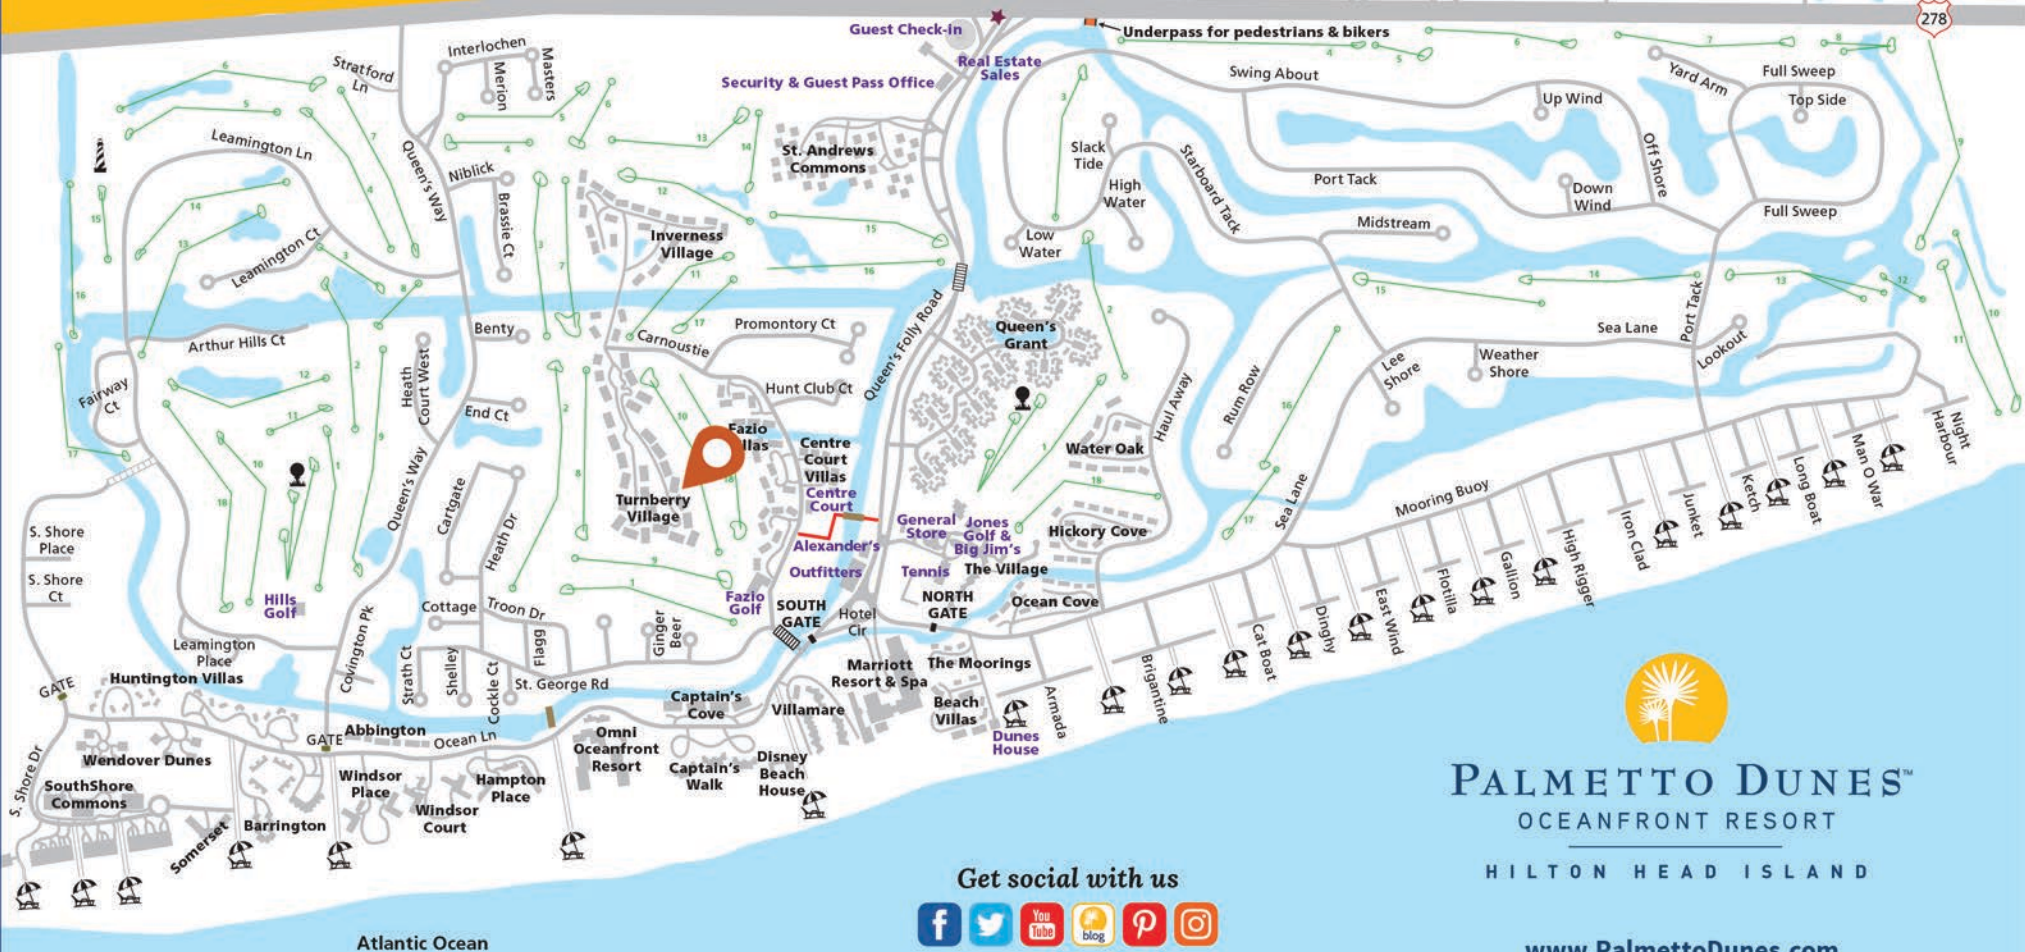 278
Guest Check-in
Underpass for pedestrians & bikers
Real Estate
Sales
Security & Guest Pass Office
Interlochen
Merion
Masters
Stratford
Ln
Leamington Ln
Queen's Way
Niblick
Brassie Ct
Leamington Ct
St. Andrews
Commons
Inverness
Village
Swing About
Up Wind
Yard Arm
Full Sweep
Top Side
Off Shore
Slack
Tide
High
Water
Starboard Tack
Port Tack
Down
Wind
Midstream
Full Sweep
Low
Water
Arthur Hills Ct
Fairway
Ct
Heath
Court West
Benty
End Ct
Carnoustie
Promontory Ct
Hunt Club Ct
Queen's Folly Road
Queen's
Grant
Haul Away
Rum Row
Lee
Shore
Weather
Shore
Sea Lane
Port Tack
Lookout
Night
Harbour
Queen's Way
Cartgate
Heath Dr
Turnberry
Village
Fazio
llas
Centre
Court
Villas
Centre
Court
Alexander's
Outfitters
General
Store
Jones
Golf &
Big Jim's
Tennis
The Village
Water Oak
Hickory Cove
Ocean Cove
Sea Lane
Mooring Buoy
S. Shore
Place
S. Shore
Ct
Hills
Golf
Leamington
Place
Covington Pk
Cottage
Troon Dr
Strath Ct
Shelley
Cockle Ct
Flagg
Ginger
Beer
Fazio
Golf
SOUTH
GATE
Hotel
Cir
NORTH
GATE
St. George Rd
GATE
Huntington Villas
GATE
Abbington
Ocean Ln
Captain's
Cove
Villamare
Marriott
Resort & Spa
The Moorings
Beach
Villas
Dunes
House
Armada
Brigantine
Cat Boat
Dinghy
East Wind
Flotilla
Gallion
High Rigger
Iron Clad
Junket
Ketch
Long Boat
Man O War
S. Shore Dr
Wendover Dunes
SouthShore
Commons
Somerset
Barrington
Windsor
Place
Windsor
Court
Hampton
Place
Omni
Oceanfront
Resort
Captain's
Walk
Disney
Beach
House
Atlantic Ocean
PALMETTO DUNES™
OCEANFRONT RESORT
HILTON HEAD ISLAND
Get social with us
You
Tube
blog
www.PalmettoDunes.com